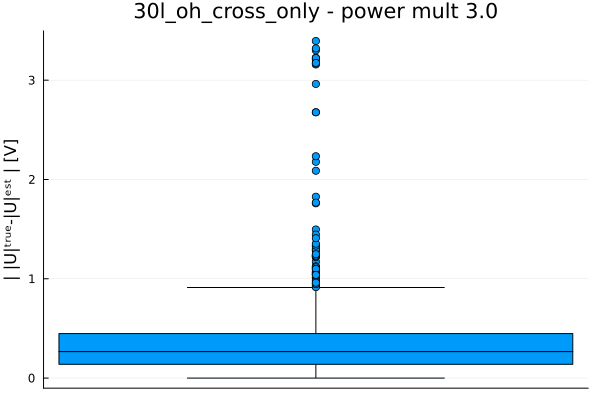 30l_oh_cross_only - power mult 3.0
| |U|ᵗʳᵘᵉ-|U|ᵉˢᵗ | [V]
3
2
1
0